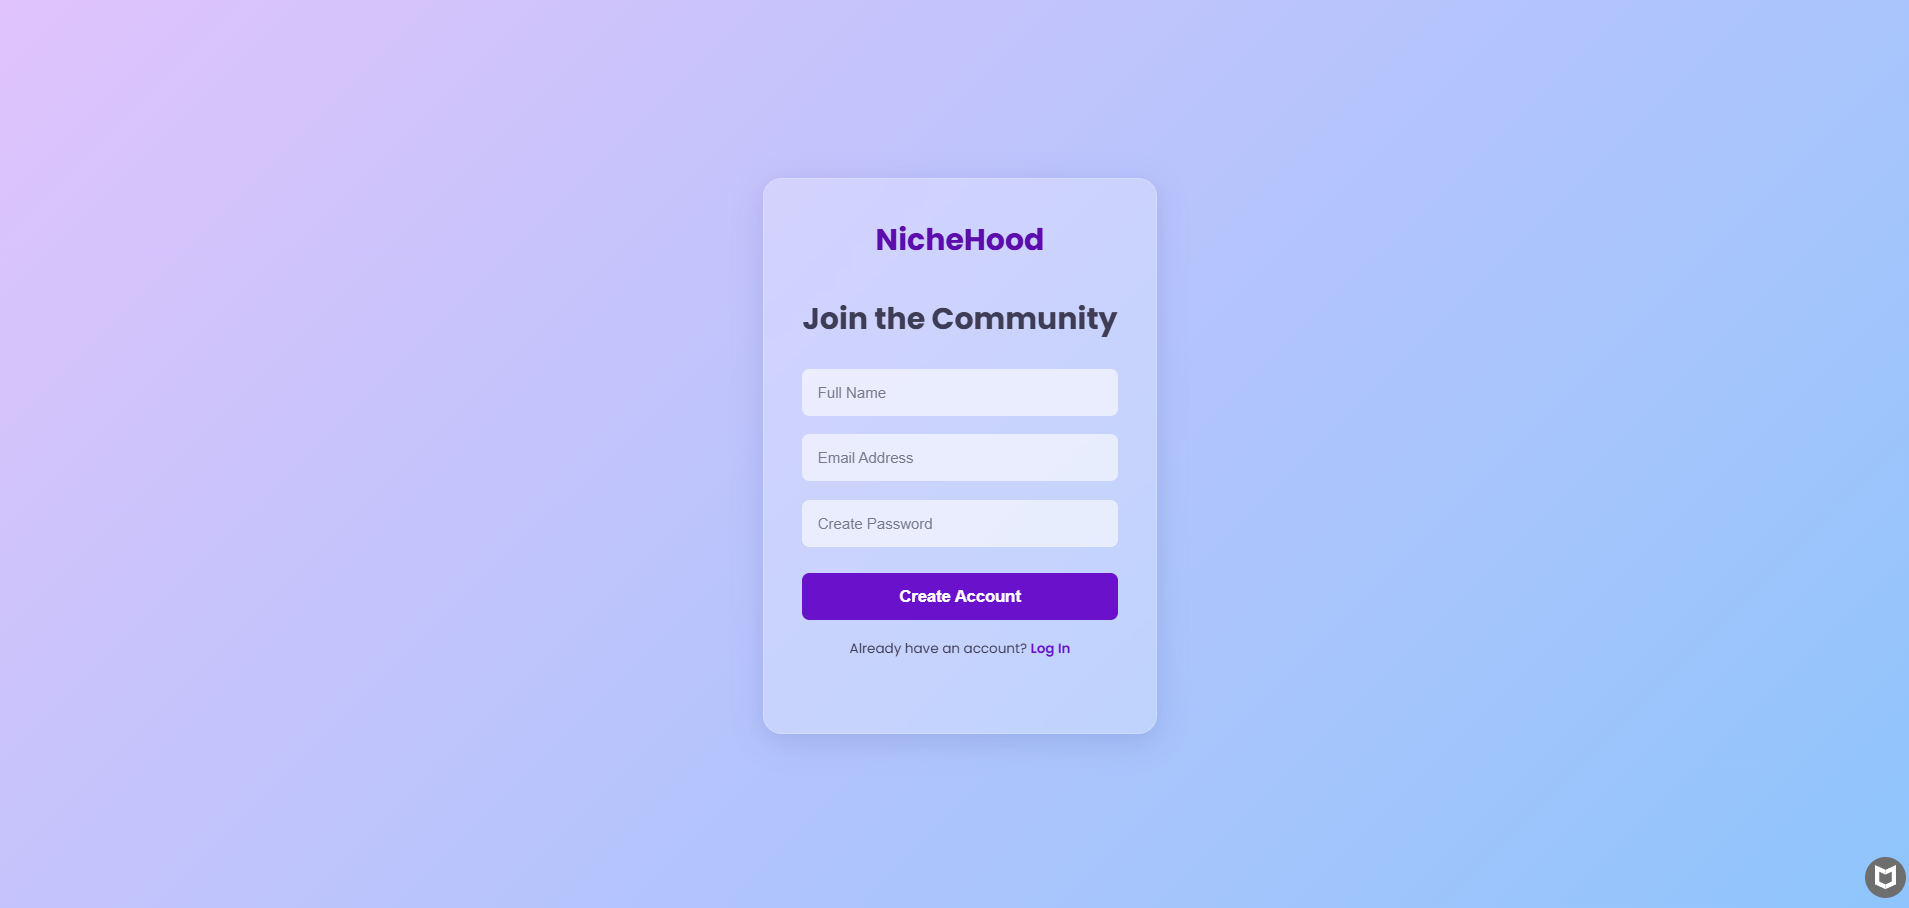 NicheHood
Join the Community
Full Name
Email Address
Create Password
Create Account
Already have an account? Log In